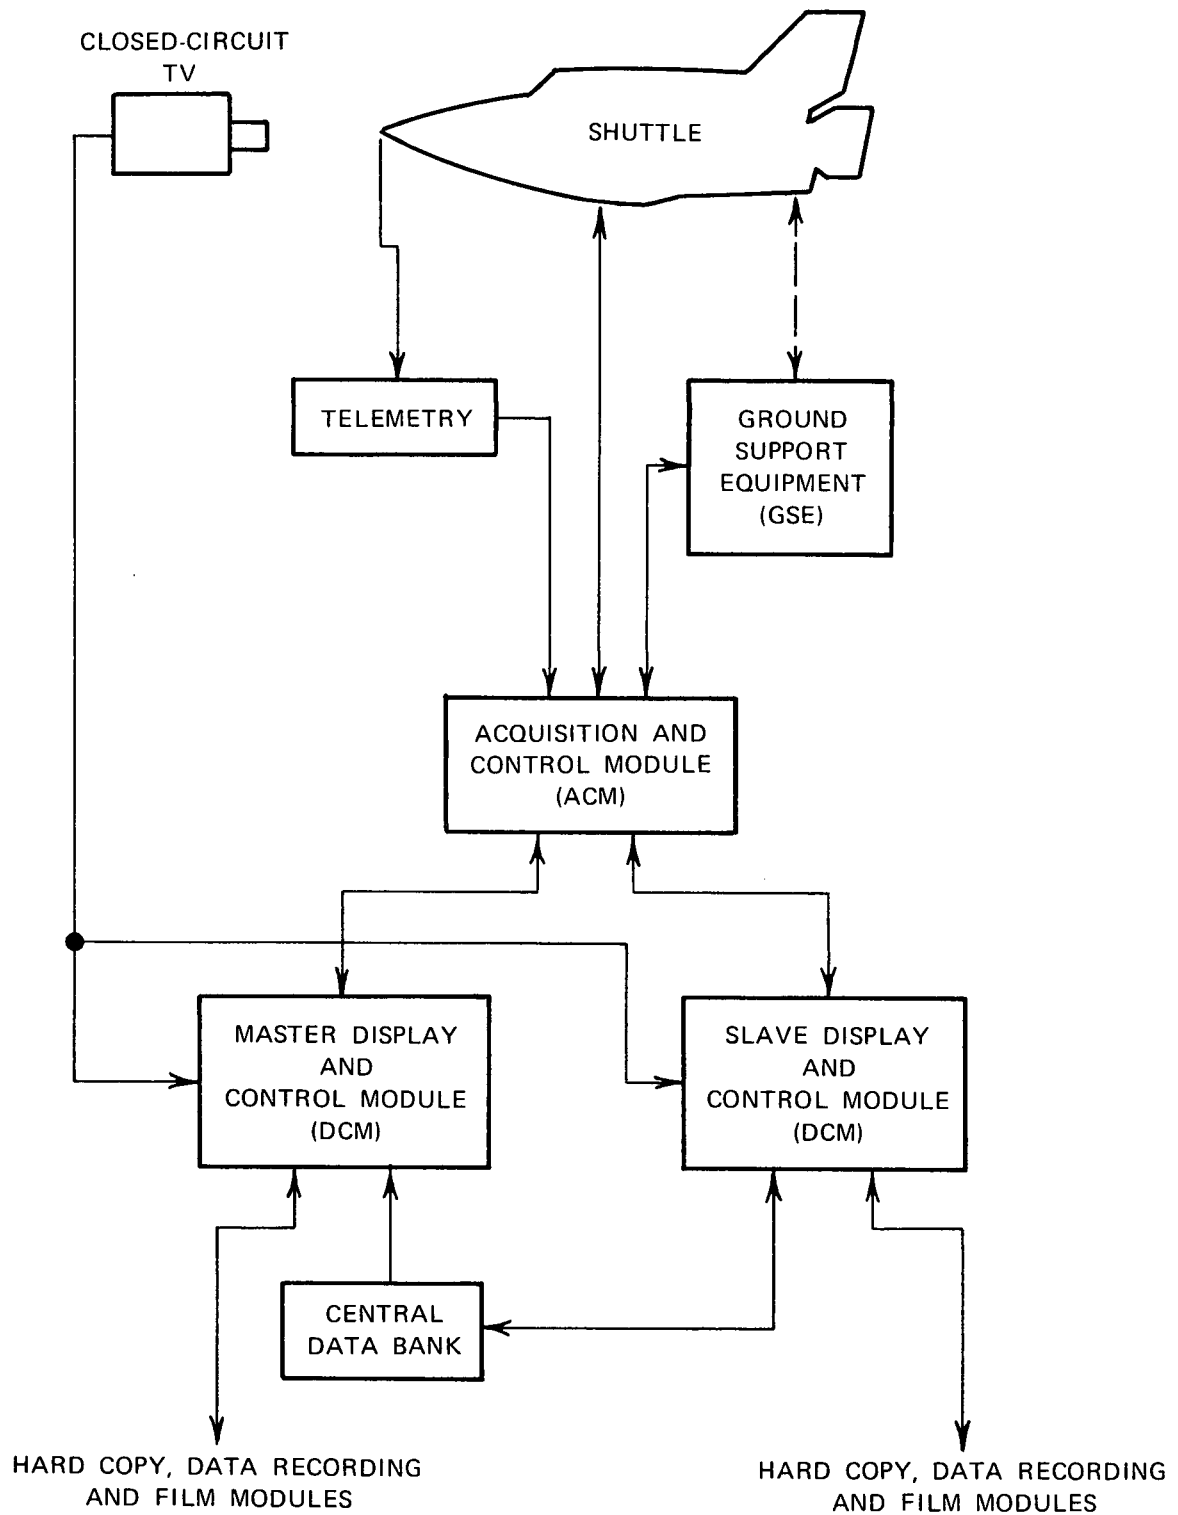 CLOSED-CIRCUIT
TV
SHUTTLE
TELEMETRY
GROUND
SUPPORT
EQUIPMENT
(GSE)
ACQUISITION AND
CONTROL MODULE
(ACM)
MASTER DISPLAY
AND
CONTROL MODULE
(DCM)
SLAVE DISPLAY
AND
CONTROL MODULE
(DCM)
CENTRAL
DATA BANK
HARD COPY, DATA RECORDING
AND FILM MODULES
HARD COPY, DATA RECORDING
AND FILM MODULES